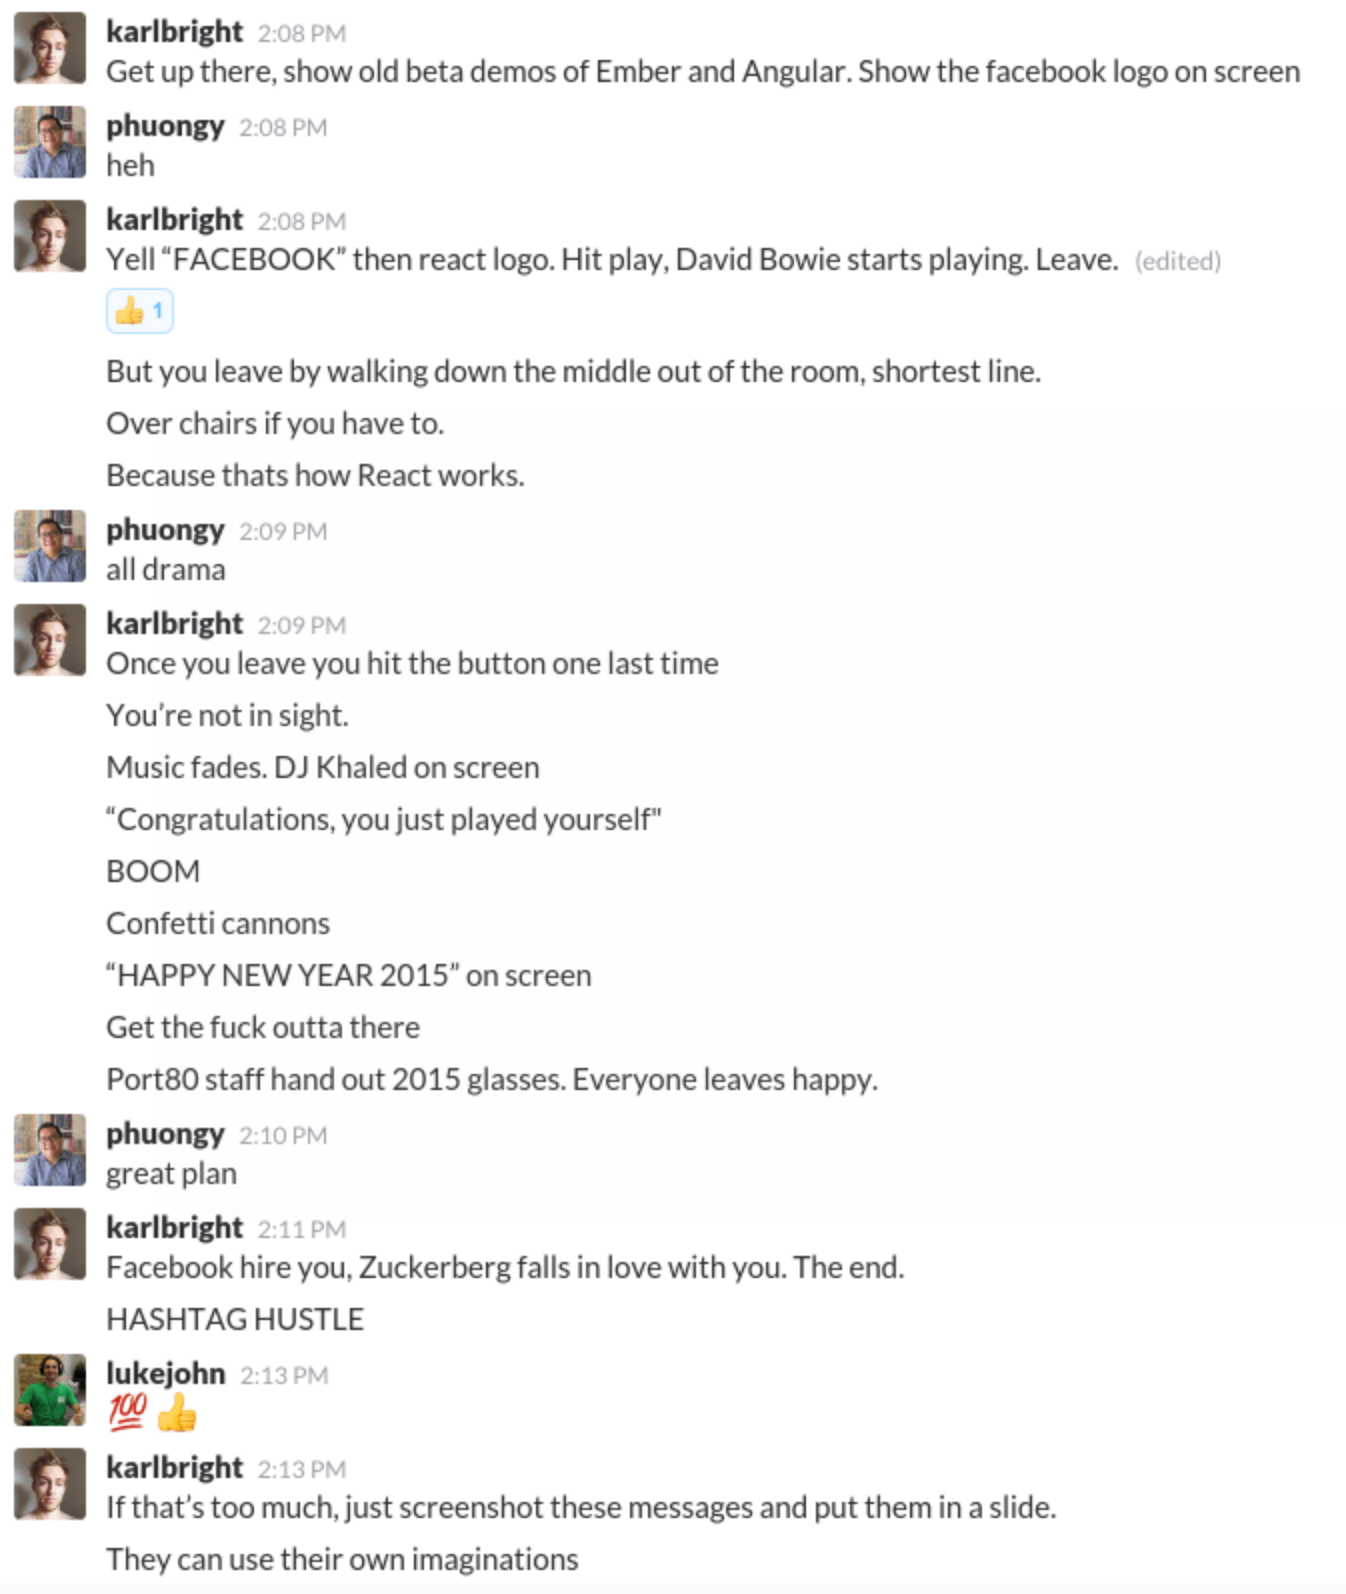 karlbright 2:08 PM
Get up there, show old beta demos of Ember and Angular. Show the facebook logo on screen
phuongy 2:08 PM
heh
karlbright 2:08 PM
Yell “FACEBOOK” then react logo. Hit play, David Bowie starts playing. Leave. (edited)
👍 1
But you leave by walking down the middle out of the room, shortest line.
Over chairs if you have to.
Because thats how React works.
phuongy 2:09 PM
all drama
karlbright 2:09 PM
Once you leave you hit the button one last time
You’re not in sight.
Music fades. DJ Khaled on screen
“Congratulations, you just played yourself"
BOOM
Confetti cannons
“HAPPY NEW YEAR 2015” on screen
Get the fuck outta there
Port80 staff hand out 2015 glasses. Everyone leaves happy.
phuongy 2:10 PM
great plan
karlbright 2:11 PM
Facebook hire you, Zuckerberg falls in love with you. The end.
HASHTAG HUSTLE
lukejohn 2:13 PM
💯 👍
karlbright 2:13 PM
If that’s too much, just screenshot these messages and put them in a slide.
They can use their own imaginations